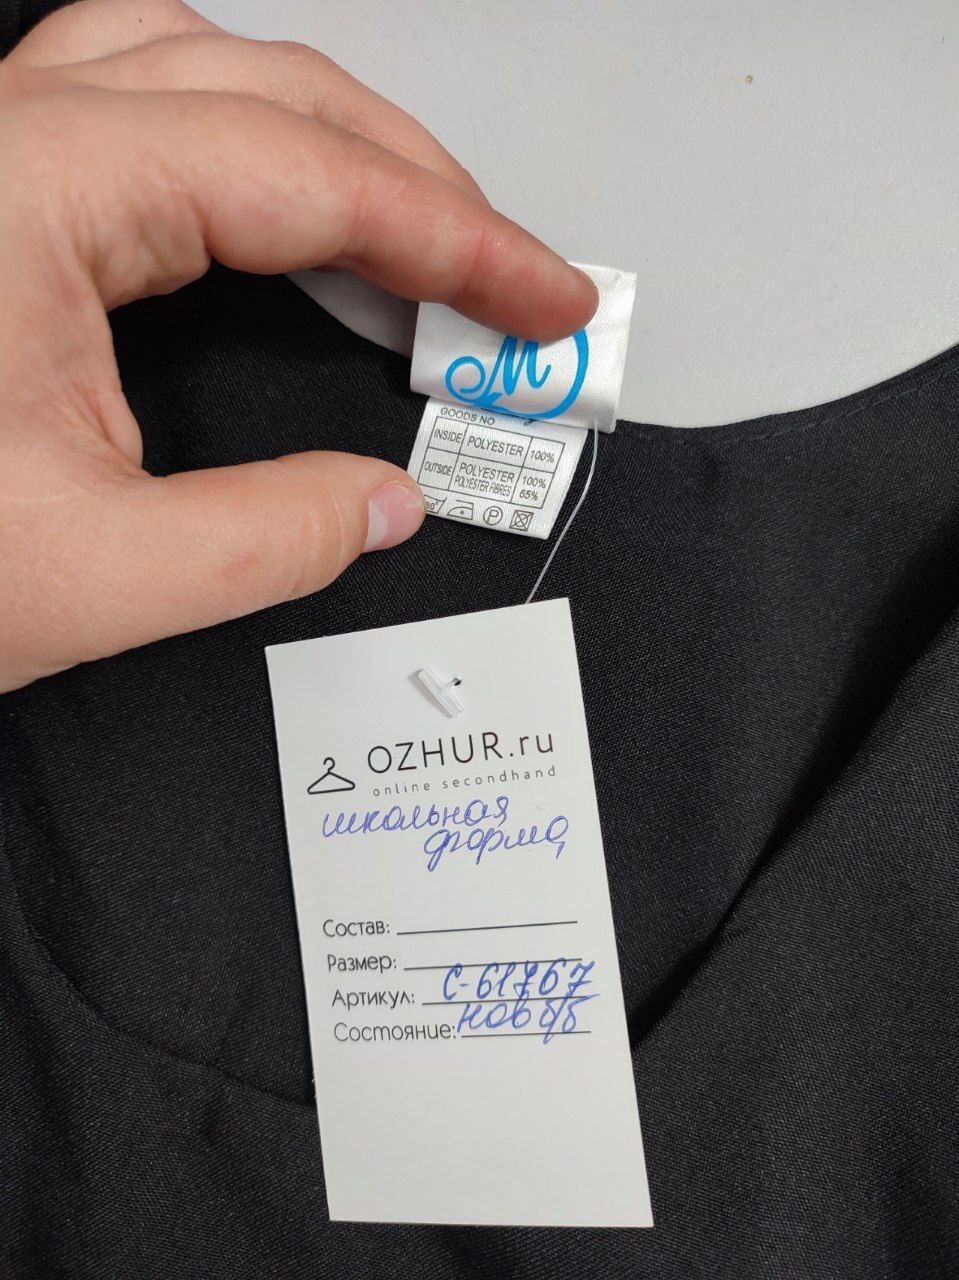 M
GOODS NO
INSIDE POLYESTER 100%
OUTSIDE POLYESTER 100%
POLYESTER FIBRES 65%
P
OZHUR.ru
online secondhand
школьная
форма
Состав:
Размер:
Артикул: С-61767
Состояние: нов б/б